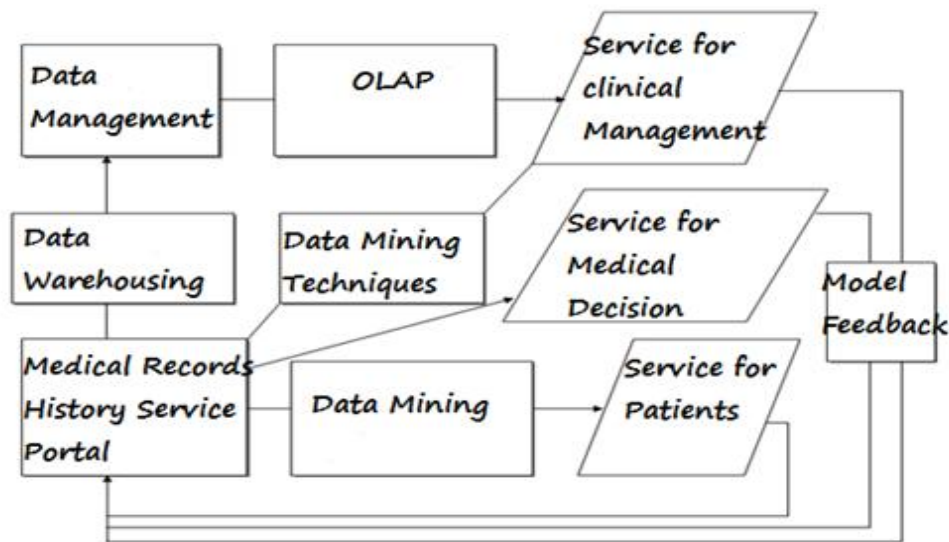 Data
Management
OLAP
Service for
clinical
Management
Data
Warehousing
Data Mining
Techniques
Service for
Medical
Decision
Model
Feedback
Medical Records
History Service
Portal
Data Mining
Service for
Patients